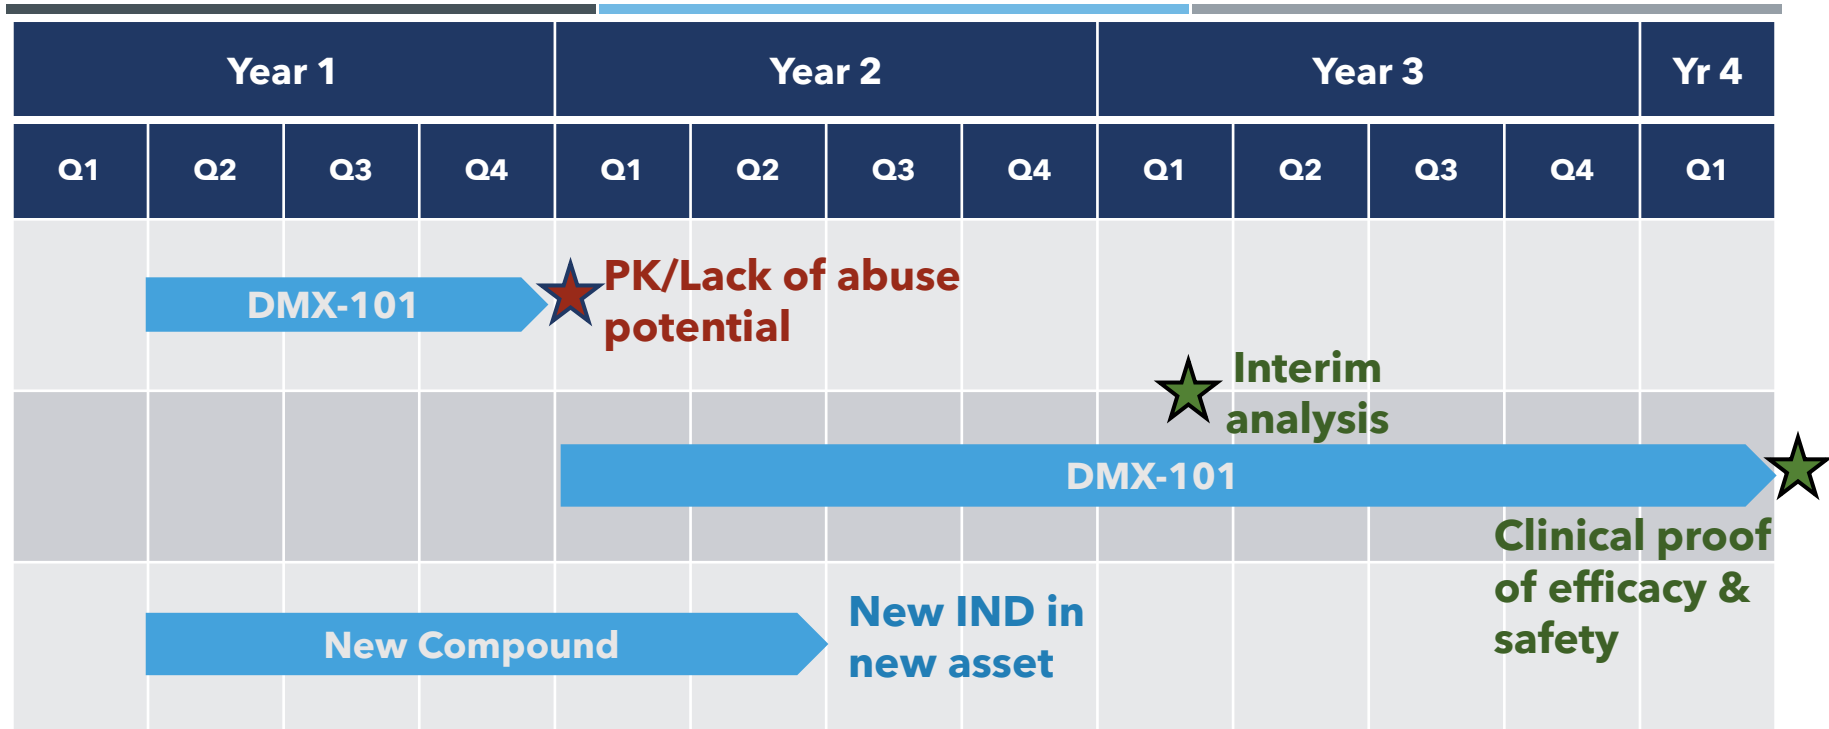 Year 1
Year 2
Year 3
Yr 4
Q1
Q2
Q3
Q4
Q1
Q2
Q3
Q4
Q1
Q2
Q3
Q4
Q1
DMX-101
PK/Lack of abuse
potential
Interim
analysis
DMX-101
Clinical proof
of efficacy &
safety
New Compound
New IND in
new asset